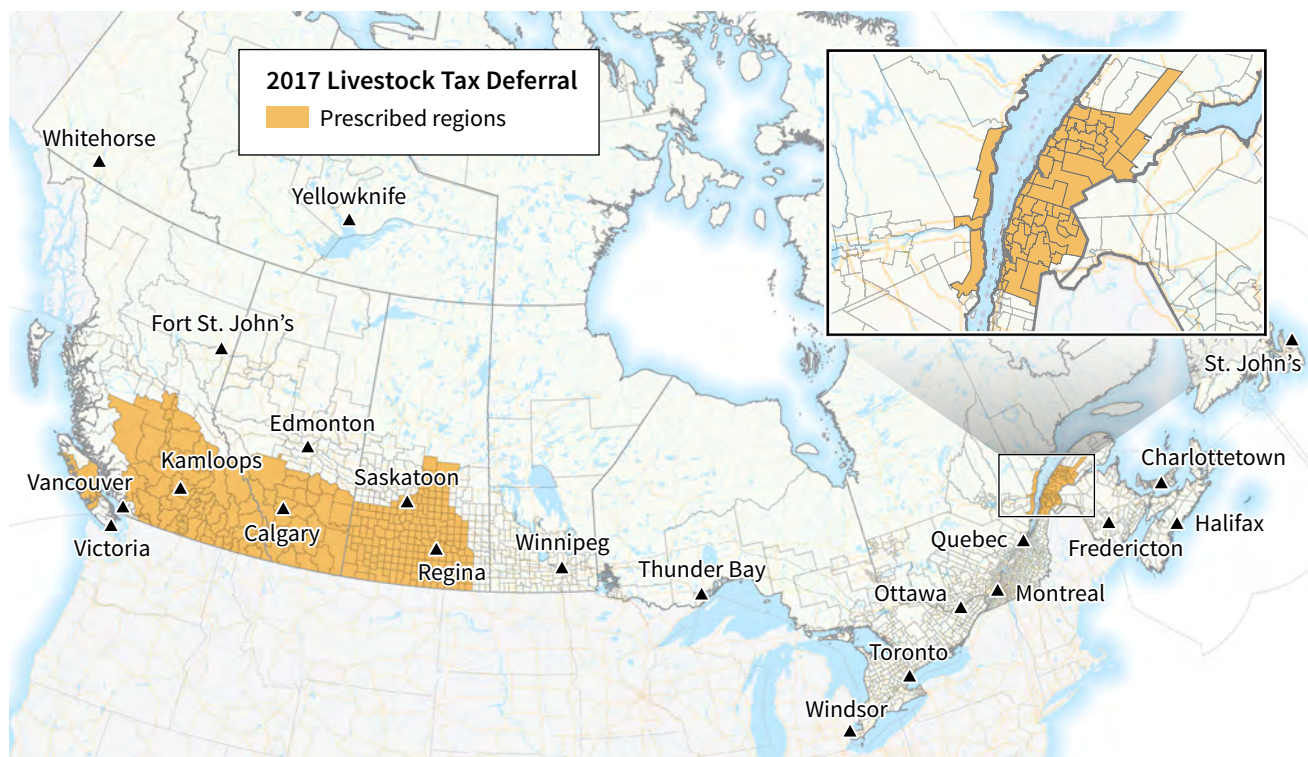 2017 Livestock Tax Deferral
Prescribed regions
Whitehorse
Yellowknife
Fort St. John's
St. John's
Edmonton
Kamloops
Saskatoon
Charlottetown
Vancouver
Calgary
Halifax
Victoria
Winnipeg
Quebec
Fredericton
Regina
Thunder Bay
Ottawa
Montreal
Toronto
Windsor